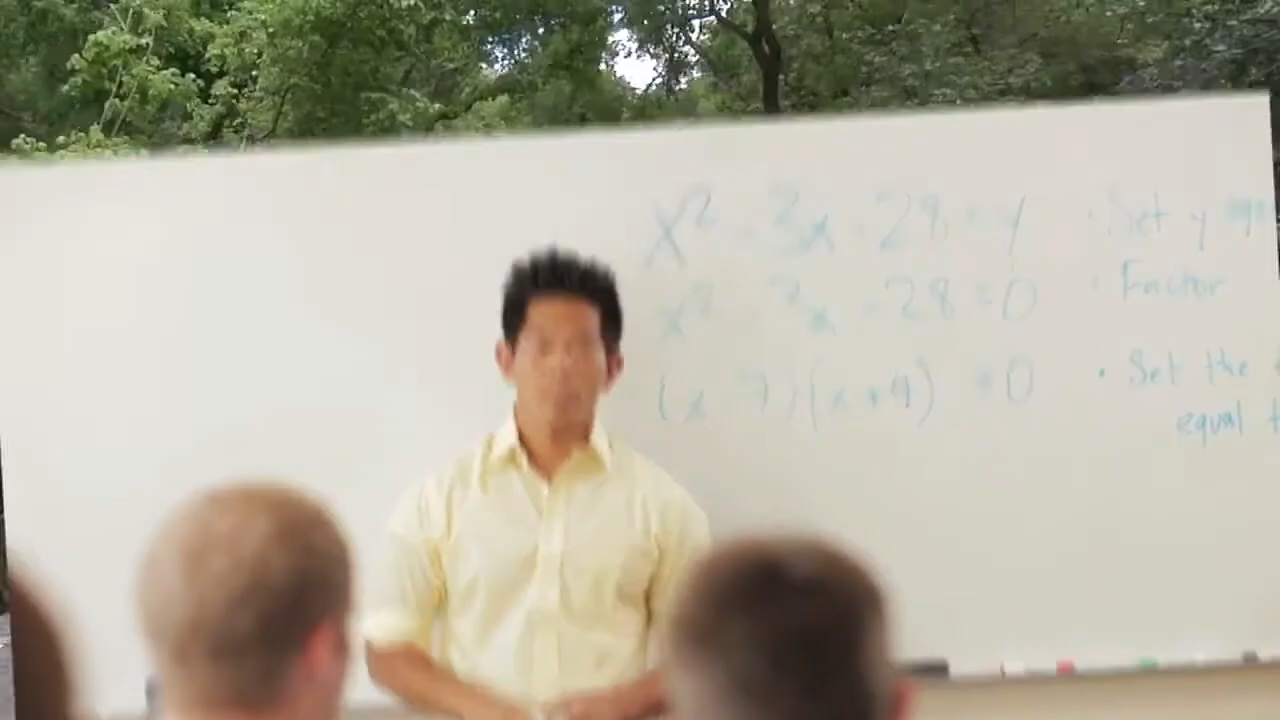 x² - 3x - 28 = y
· Set y
x² - 3x - 28 = 0
· Factor
(x - 7)(x + 4) = 0
· Set the
equal